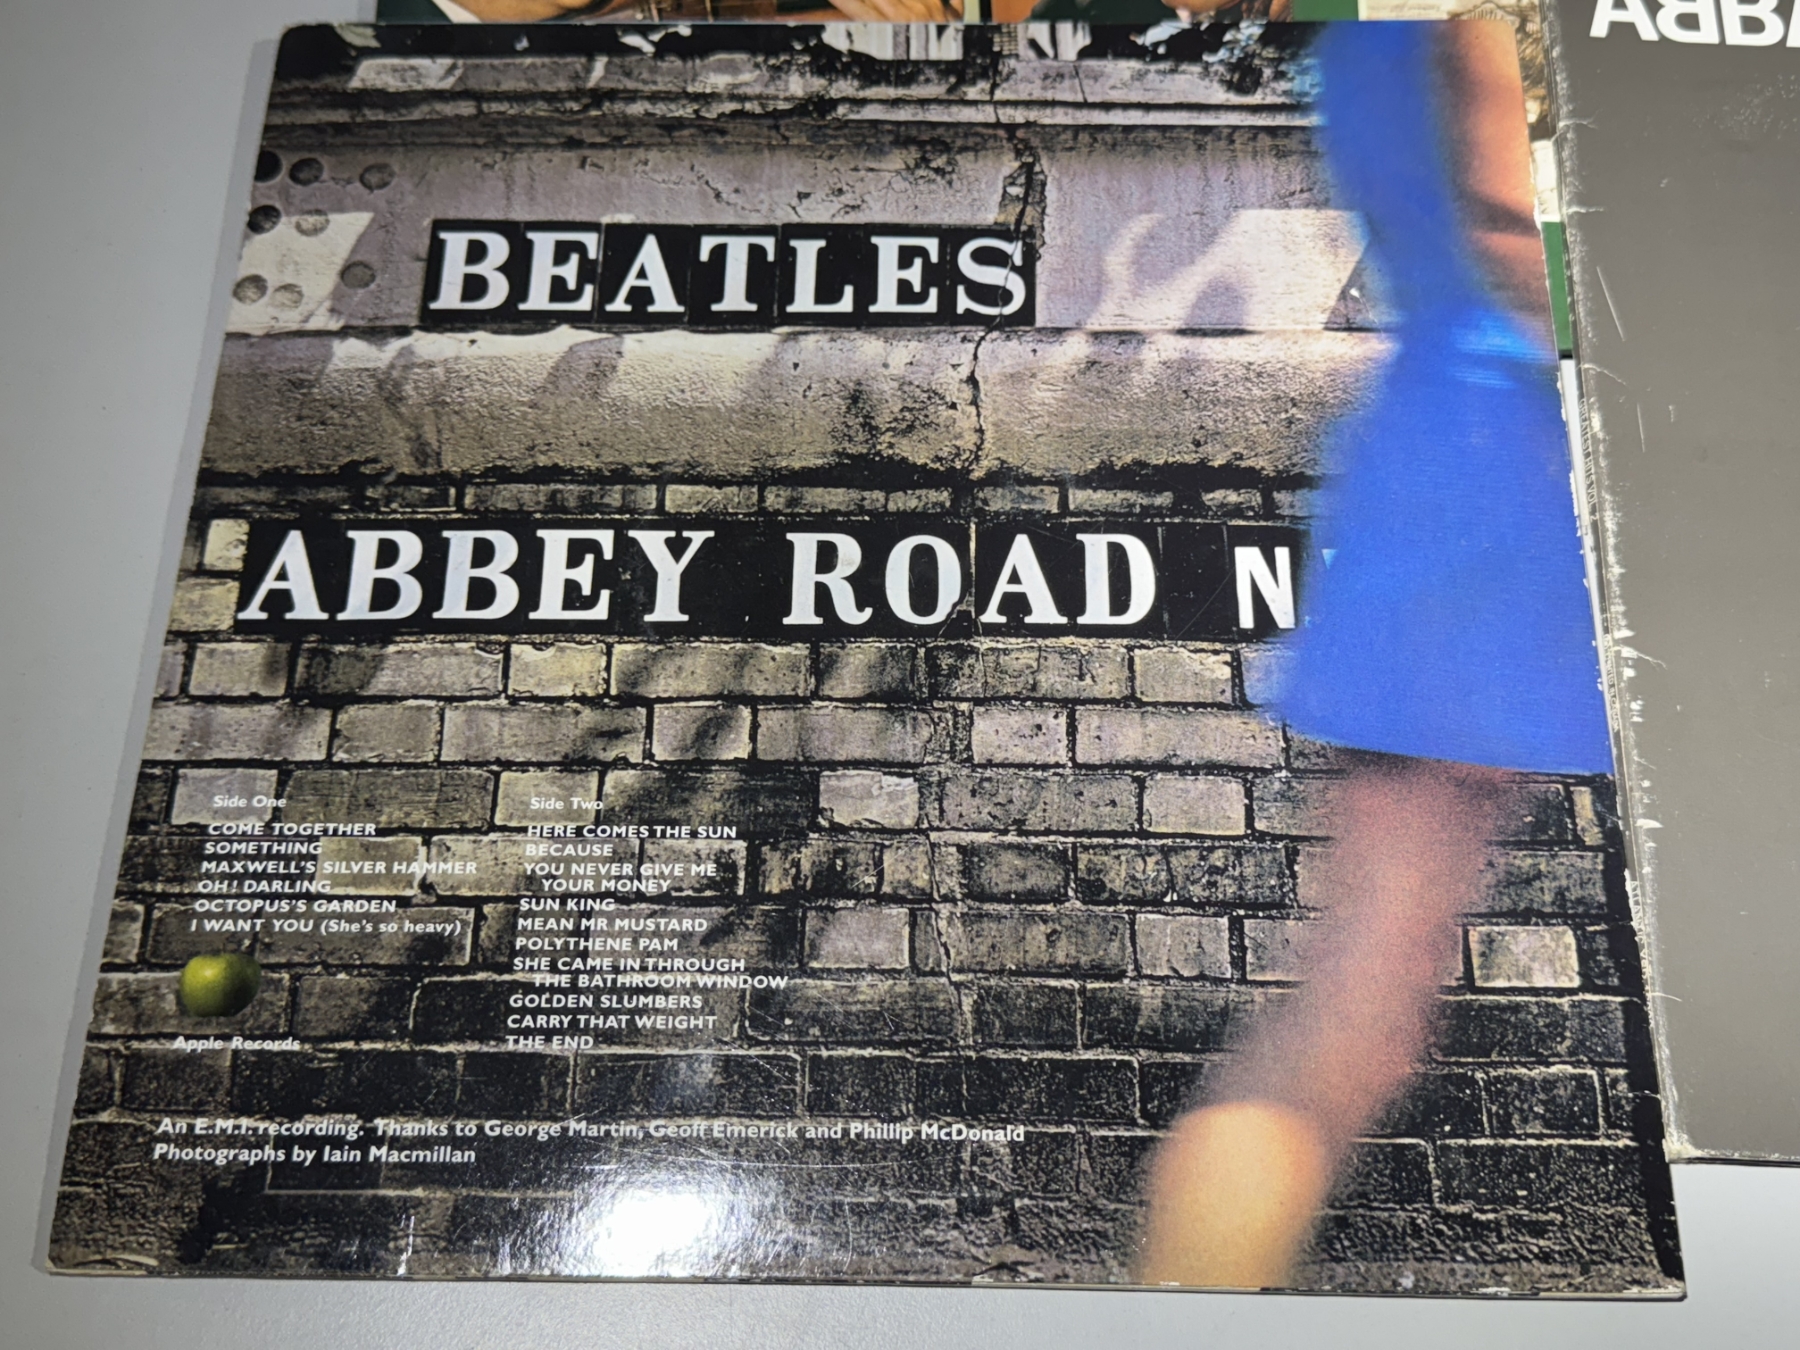 ABBA
BEATLES
ABBEY ROAD N
Side One
COME TOGETHER
SOMETHING
MAXWELL'S SILVER HAMMER
OH! DARLING
OCTOPUS'S GARDEN
I WANT YOU (She's so heavy)
Apple Records
Side Two
HERE COMES THE SUN
BECAUSE
YOU NEVER GIVE ME
YOUR MONEY
SUN KING
MEAN MR MUSTARD
POLYTHENE PAM
SHE CAME IN THROUGH
THE BATHROOM WINDOW
GOLDEN SLUMBERS
CARRY THAT WEIGHT
THE END
An E.M.I. recording. Thanks to George Martin, Geoff Emerick and Phillip McDonald
Photographs by Iain Macmillan